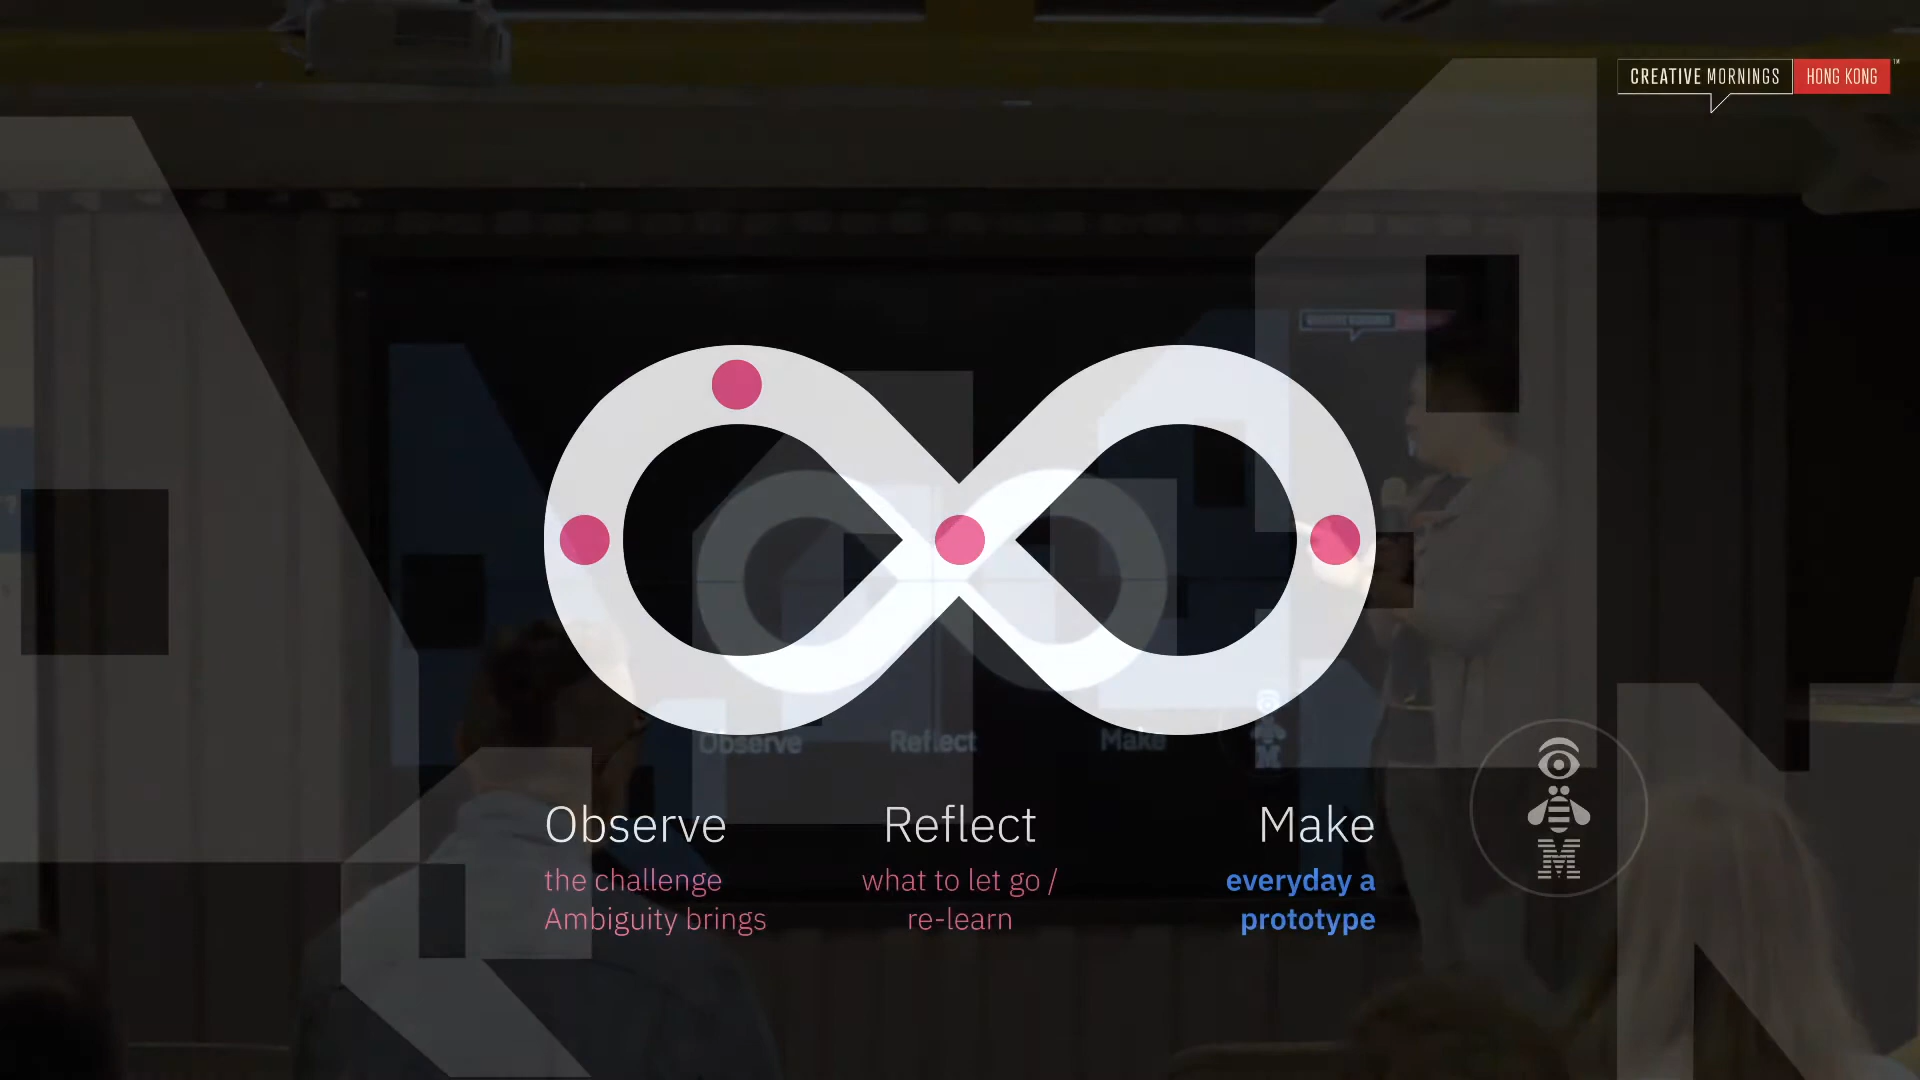 CREATIVE MORNINGS HONG KONG ™
Observe Reflect Make
Observe
the challenge
Ambiguity brings
Reflect
what to let go /
re-learn
Make
everyday a
prototype
M